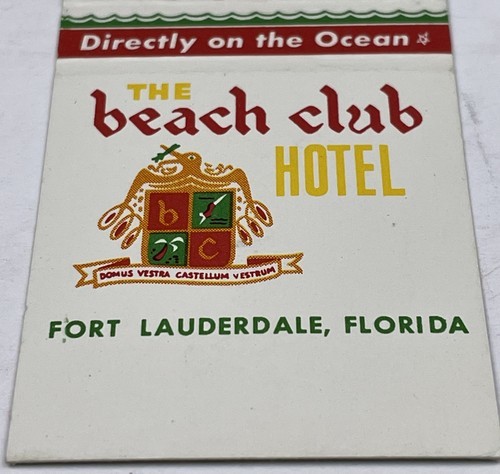 Directly on the Ocean
THE
beach club
HOTEL
b
C
DOMUS VESTRA CASTELLUM VESTRUM
FORT LAUDERDALE, FLORIDA